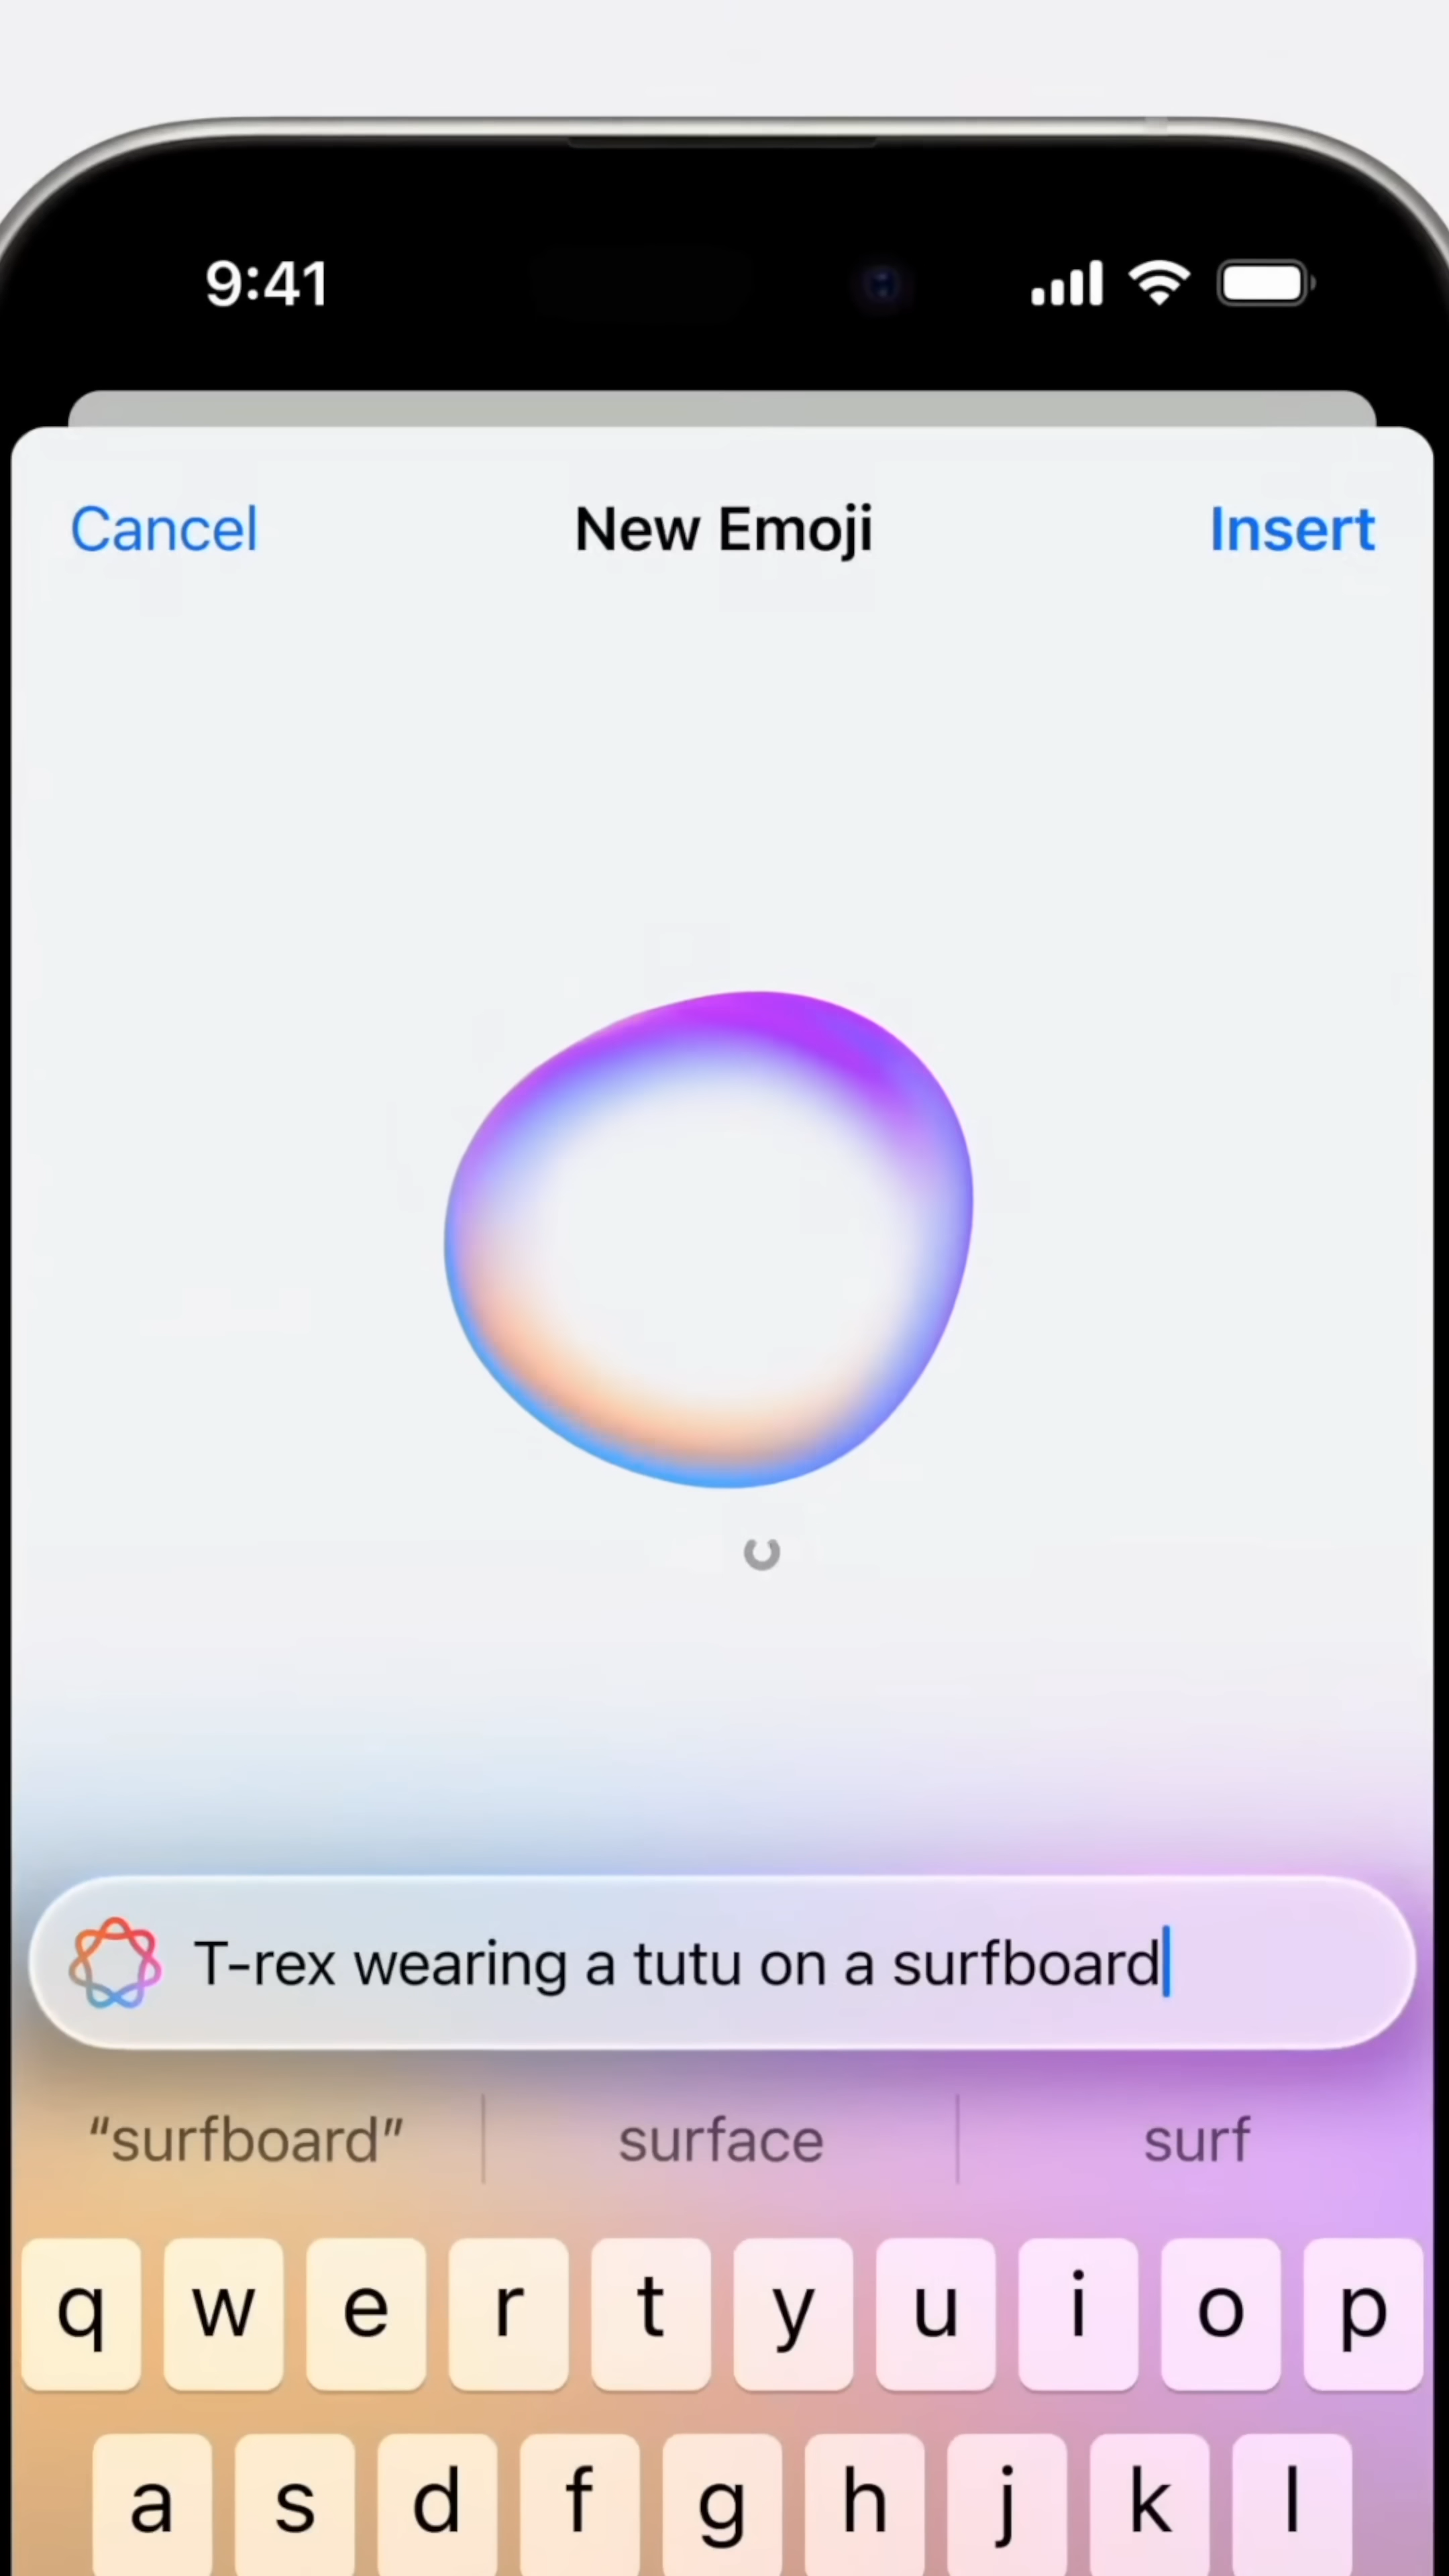 9:41
Cancel New Emoji Insert
T-rex wearing a tutu on a surfboard
“surfboard” surface surf
q w e r t y u i o p
a s d f g h j k l